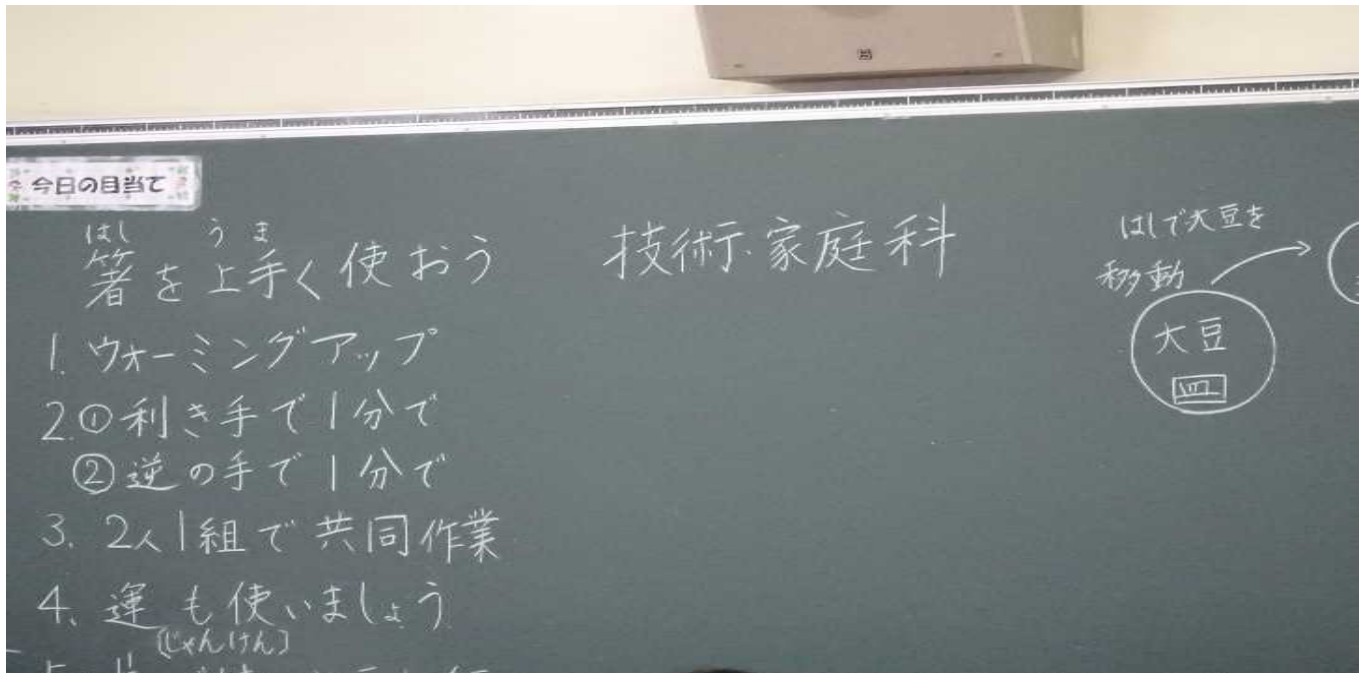 今日の目当て
はし うま
箸を上手く使おう
1. ウォーミングアップ
2.①利き手で1分で
②逆の手で1分で
3. 2人1組で共同作業
4. 運も使いましょう
(じゃんけん)
技術・家庭科
はしで大豆を
移動
大豆
皿